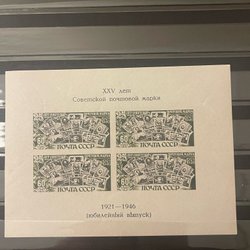 XXV лет
Советской почтовой марки
ПОЧТА СССР
ПОЧТА СССР
ПОЧТА СССР
ПОЧТА СССР
1921—1946
(юбилейный выпуск)